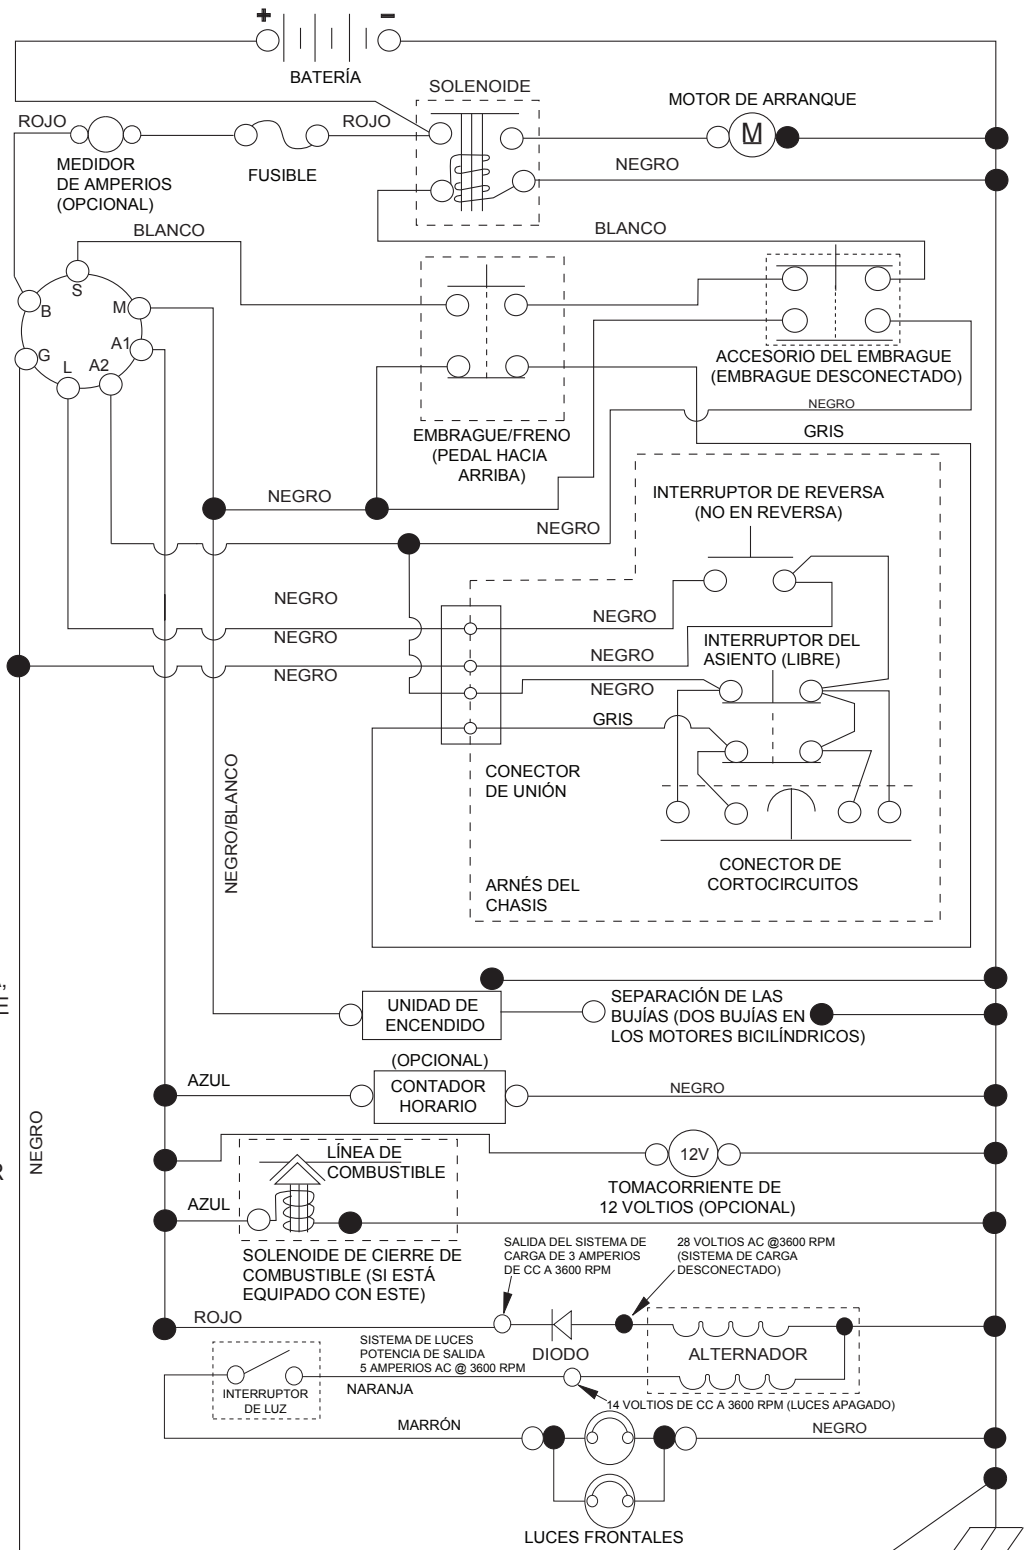 + −
BATERÍA
SOLENOIDE
MOTOR DE ARRANQUE
M
ROJO
ROJO
NEGRO
MEDIDOR
DE AMPERIOS
(OPCIONAL)
FUSIBLE
BLANCO
BLANCO
S
B
M
G
A1
L
A2
ACCESORIO DEL EMBRAGUE
(EMBRAGUE DESCONECTADO)
NEGRO
GRIS
EMBRAGUE/FRENO
(PEDAL HACIA
ARRIBA)
NEGRO
NEGRO
INTERRUPTOR DE REVERSA
(NO EN REVERSA)
NEGRO
NEGRO
NEGRO
NEGRO
NEGRO
NEGRO
GRIS
INTERRUPTOR DEL
ASIENTO (LIBRE)
CONECTOR
DE UNIÓN
NEGRO/BLANCO
CONECTOR DE
CORTOCIRCUITOS
ARNÉS DEL
CHASIS
UNIDAD DE
ENCENDIDO
SEPARACIÓN DE LAS
BUJÍAS (DOS BUJÍAS EN
LOS MOTORES BICILÍNDRICOS)
(OPCIONAL)
CONTADOR
HORARIO
AZUL
NEGRO
NEGRO
LÍNEA DE
COMBUSTIBLE
12V
TOMACORRIENTE DE
12 VOLTIOS (OPCIONAL)
AZUL
SOLENOIDE DE CIERRE DE
COMBUSTIBLE (SI ESTÁ
EQUIPADO CON ESTE)
SALIDA DEL SISTEMA DE
CARGA DE 3 AMPERIOS
DE CC A 3600 RPM
28 VOLTIOS AC @3600 RPM
(SISTEMA DE CARGA
DESCONECTADO)
ROJO
DIODO
ALTERNADOR
SISTEMA DE LUCES
POTENCIA DE SALIDA
5 AMPERIOS AC @ 3600 RPM
INTERRUPTOR
DE LUZ
NARANJA
14 VOLTIOS DE CC A 3600 RPM (LUCES APAGADO)
MARRÓN
NEGRO
LUCES FRONTALES